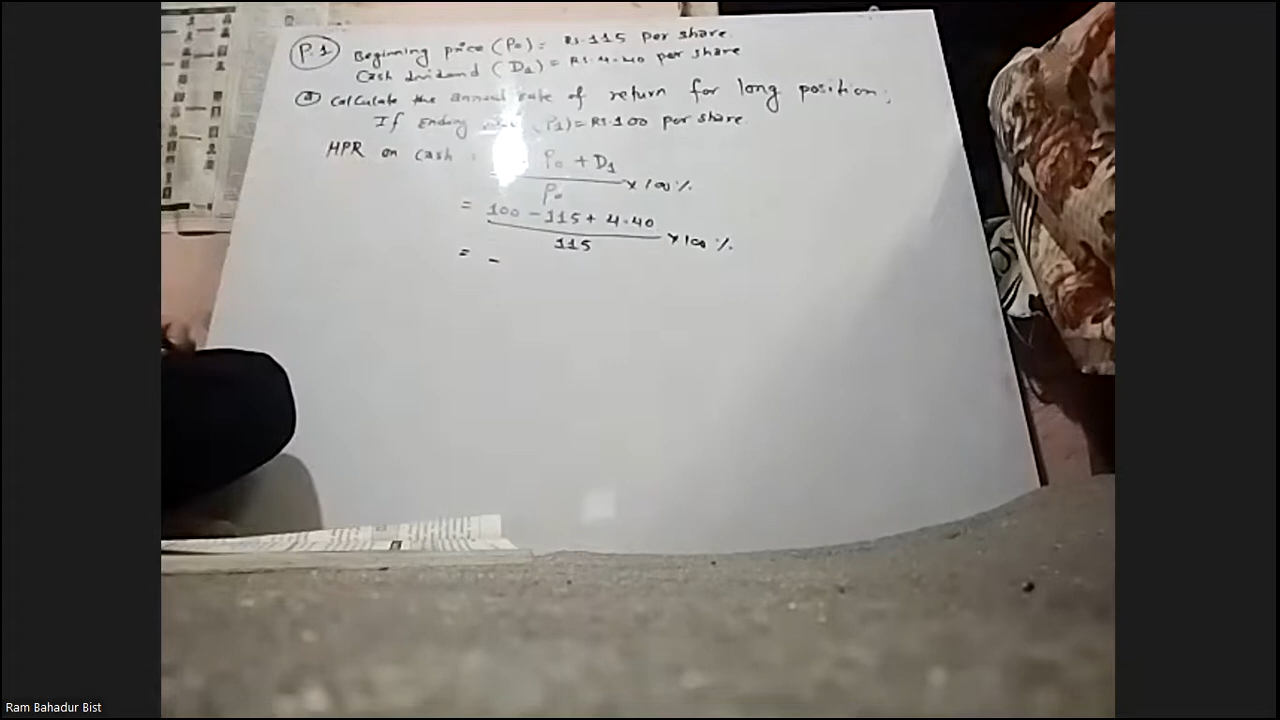 P.1 Beginning price (P₀) = Rs.115 per share.
Cash dividend (D₁) = Rs.4.40 per share
a) Calculate the annual rate of return for long position;
If Ending (P₁) = Rs.100 per share.
HPR on Cash = P₀ + D₁
P₀ × 100%
= 100 - 115 + 4.40
115 × 100 %
= -
Ram Bahadur Bist